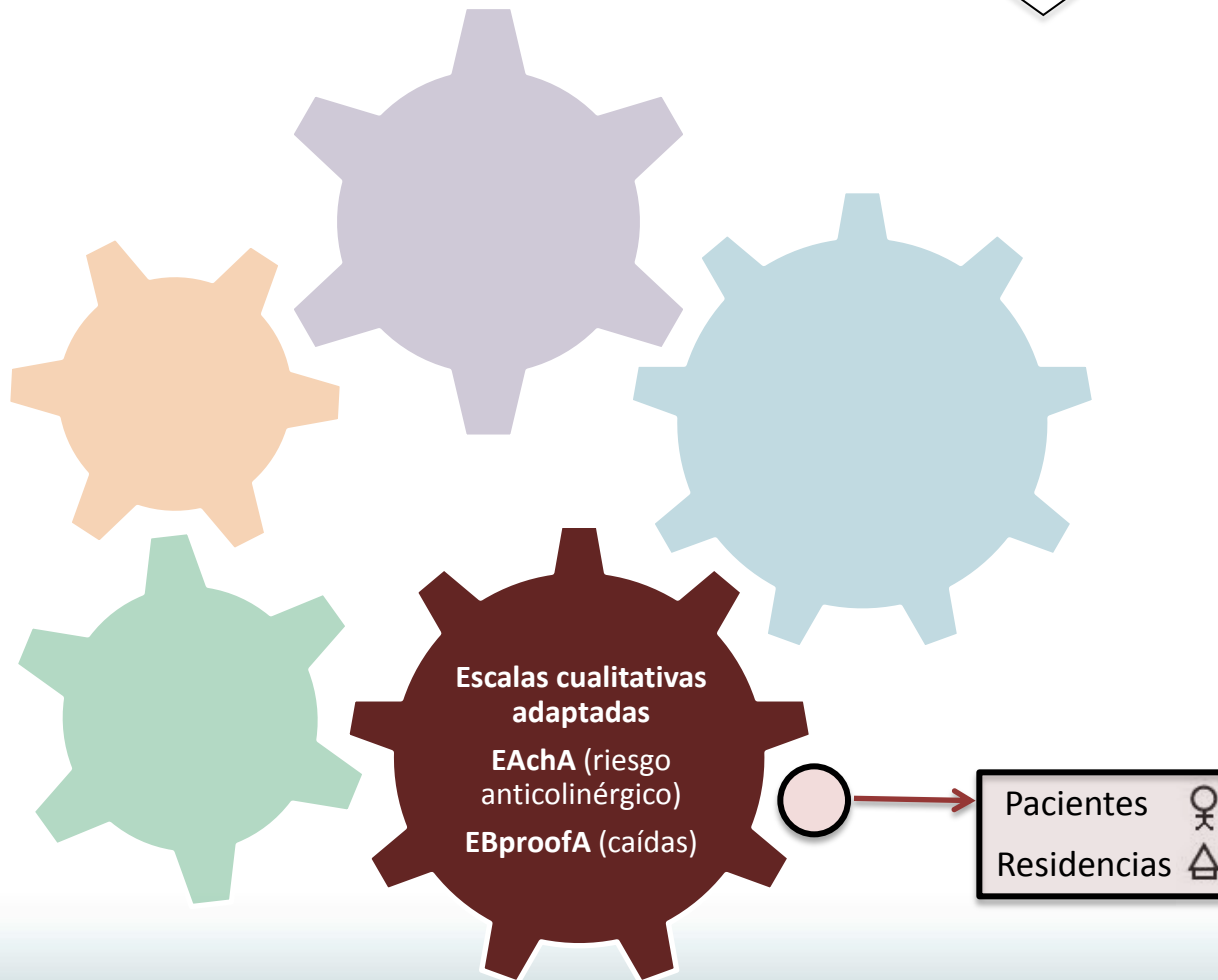 Escalas cualitativas
adaptadas
EAchA (riesgo
anticolinérgico)
EBproofA (caídas)
Pacientes
Residencias